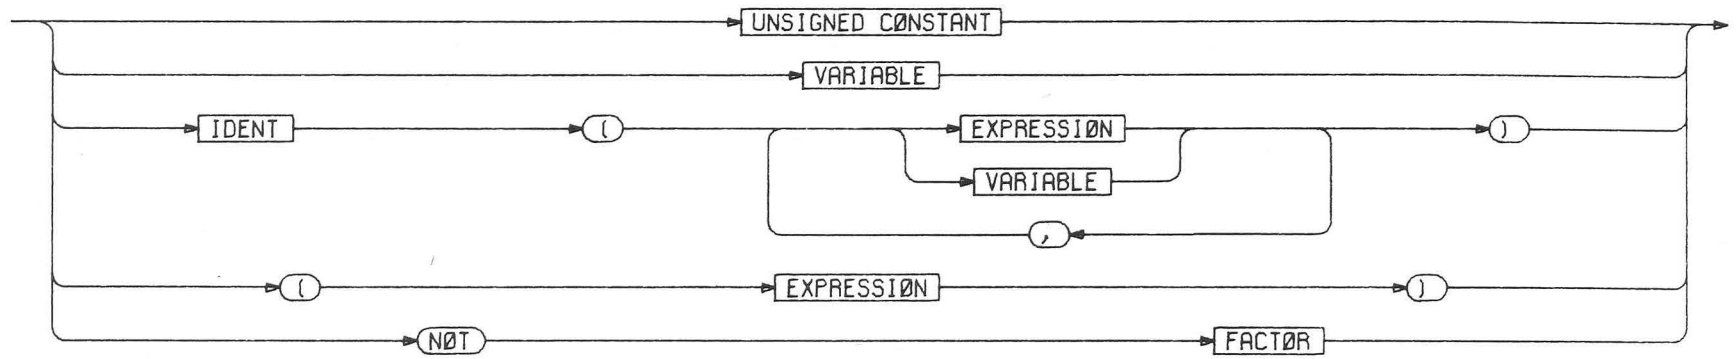 UNSIGNED CØNSTANT
VARIABLE
IDENT ( EXPRESSIØN )
VARIABLE
,
( EXPRESSIØN )
NØT FACTØR